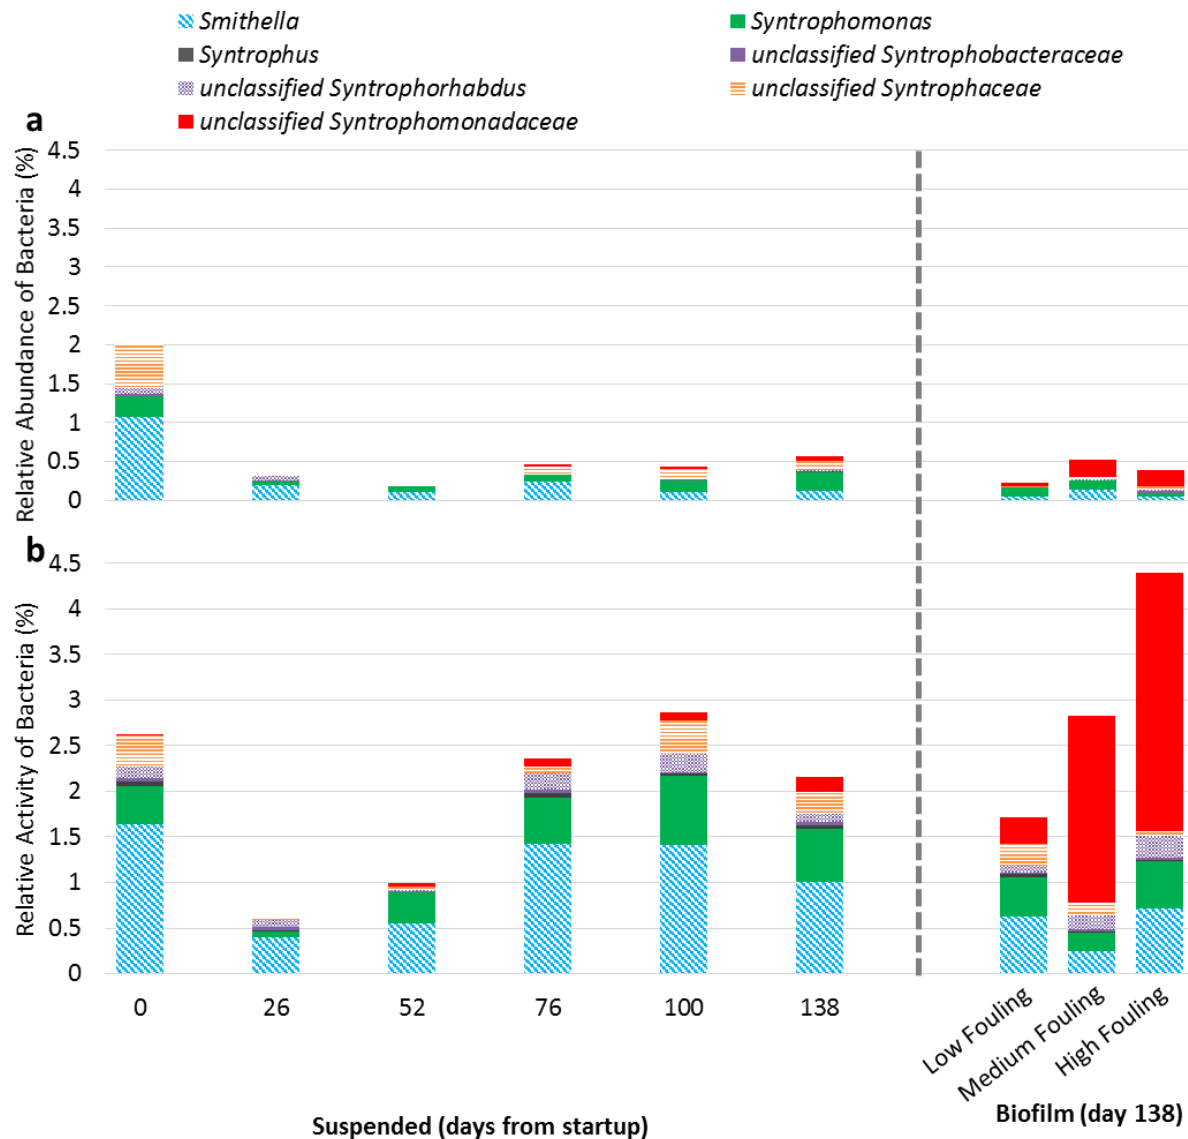 Smithella
Syntrophomonas
Syntrophus
unclassified Syntrophobacteraceae
unclassified Syntrophorhabdus
unclassified Syntrophaceae
unclassified Syntrophomonadaceae
a
Relative Abundance of Bacteria (%)
4.5
4
3.5
3
2.5
2
1.5
1
0.5
0
b
Relative Activity of Bacteria (%)
4.5
4
3.5
3
2.5
2
1.5
1
0.5
0
0 26 52 76 100 138
Low Fouling
Medium Fouling
High Fouling
Suspended (days from startup)
Biofilm (day 138)